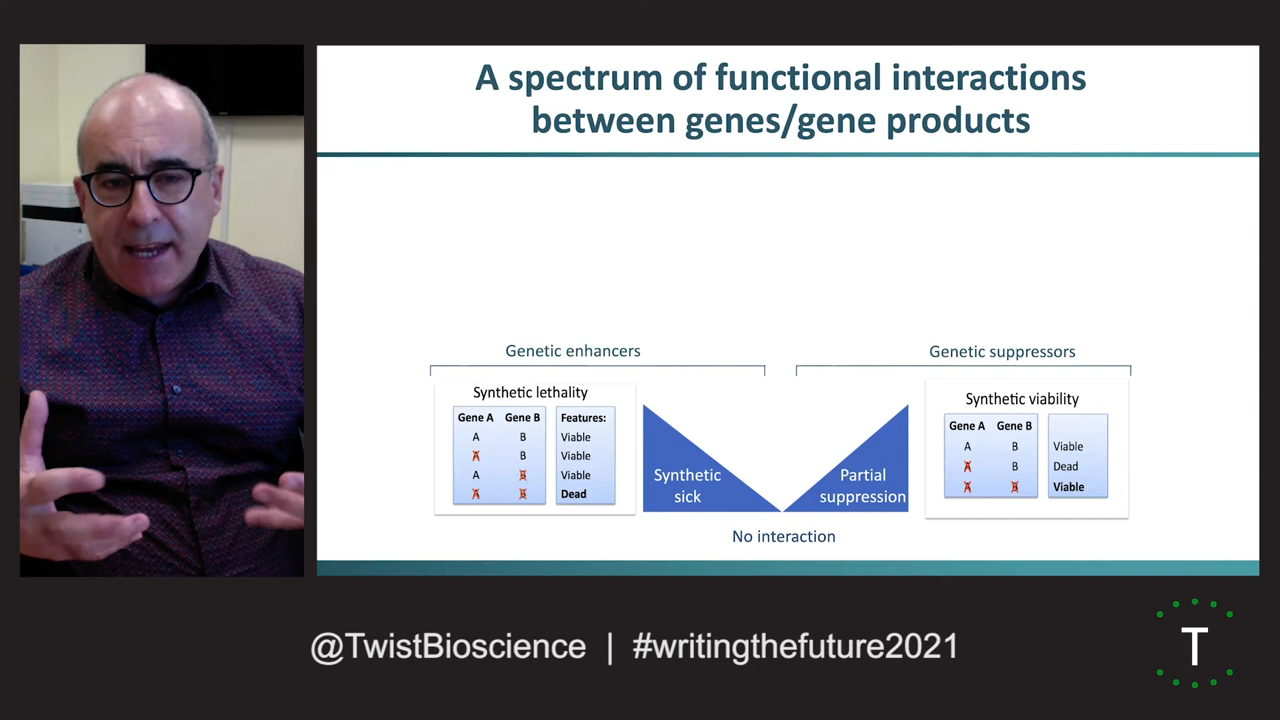 A spectrum of functional interactions
between genes/gene products
Genetic enhancers
Genetic suppressors
Synthetic lethality
Gene A Gene B Features:
A B Viable
A B Viable
A B Viable
A B Dead
Synthetic
sick
Partial
suppression
No interaction
Synthetic viability
Gene A Gene B
A B Viable
A B Dead
A B Viable
@TwistBioscience | #writingthefuture2021
T